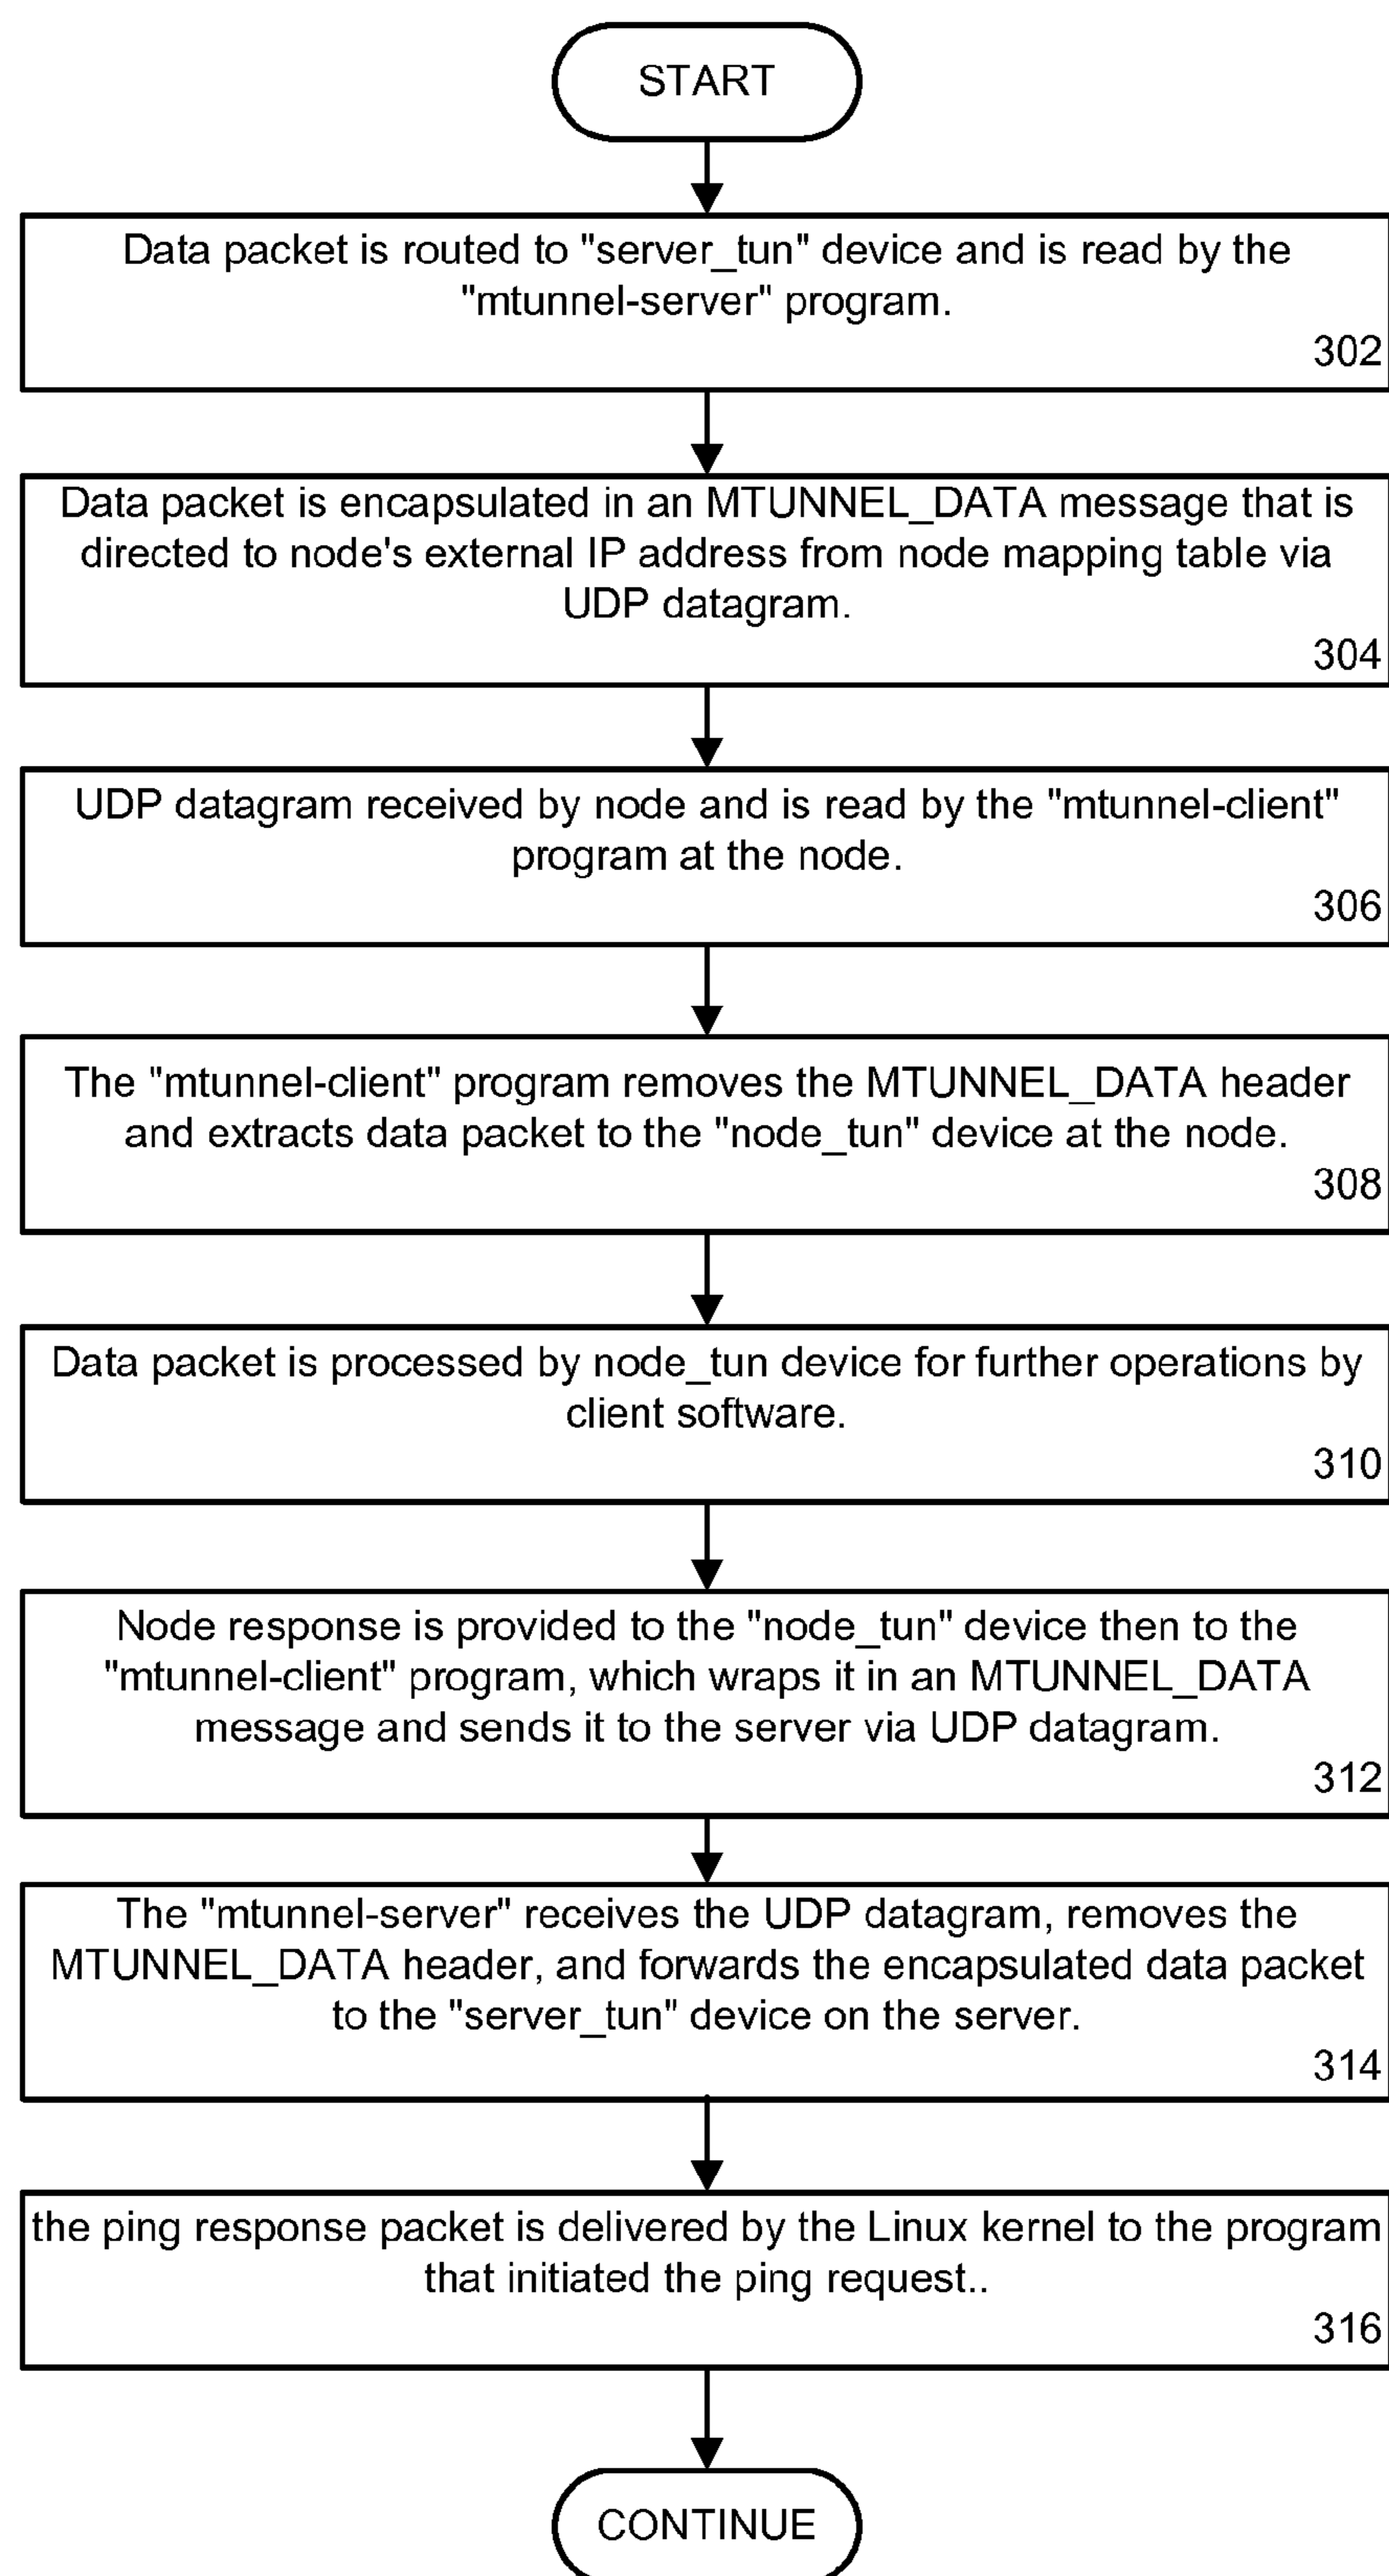 START
Data packet is routed to "server_tun" device and is read by the
"mtunnel-server" program.
302
Data packet is encapsulated in an MTUNNEL_DATA message that is
directed to node's external IP address from node mapping table via
UDP datagram.
304
UDP datagram received by node and is read by the "mtunnel-client"
program at the node.
306
The "mtunnel-client" program removes the MTUNNEL_DATA header
and extracts data packet to the "node_tun" device at the node.
308
Data packet is processed by node_tun device for further operations by
client software.
310
Node response is provided to the "node_tun" device then to the
"mtunnel-client" program, which wraps it in an MTUNNEL_DATA
message and sends it to the server via UDP datagram.
312
The "mtunnel-server" receives the UDP datagram, removes the
MTUNNEL_DATA header, and forwards the encapsulated data packet
to the "server_tun" device on the server.
314
the ping response packet is delivered by the Linux kernel to the program
that initiated the ping request..
316
CONTINUE